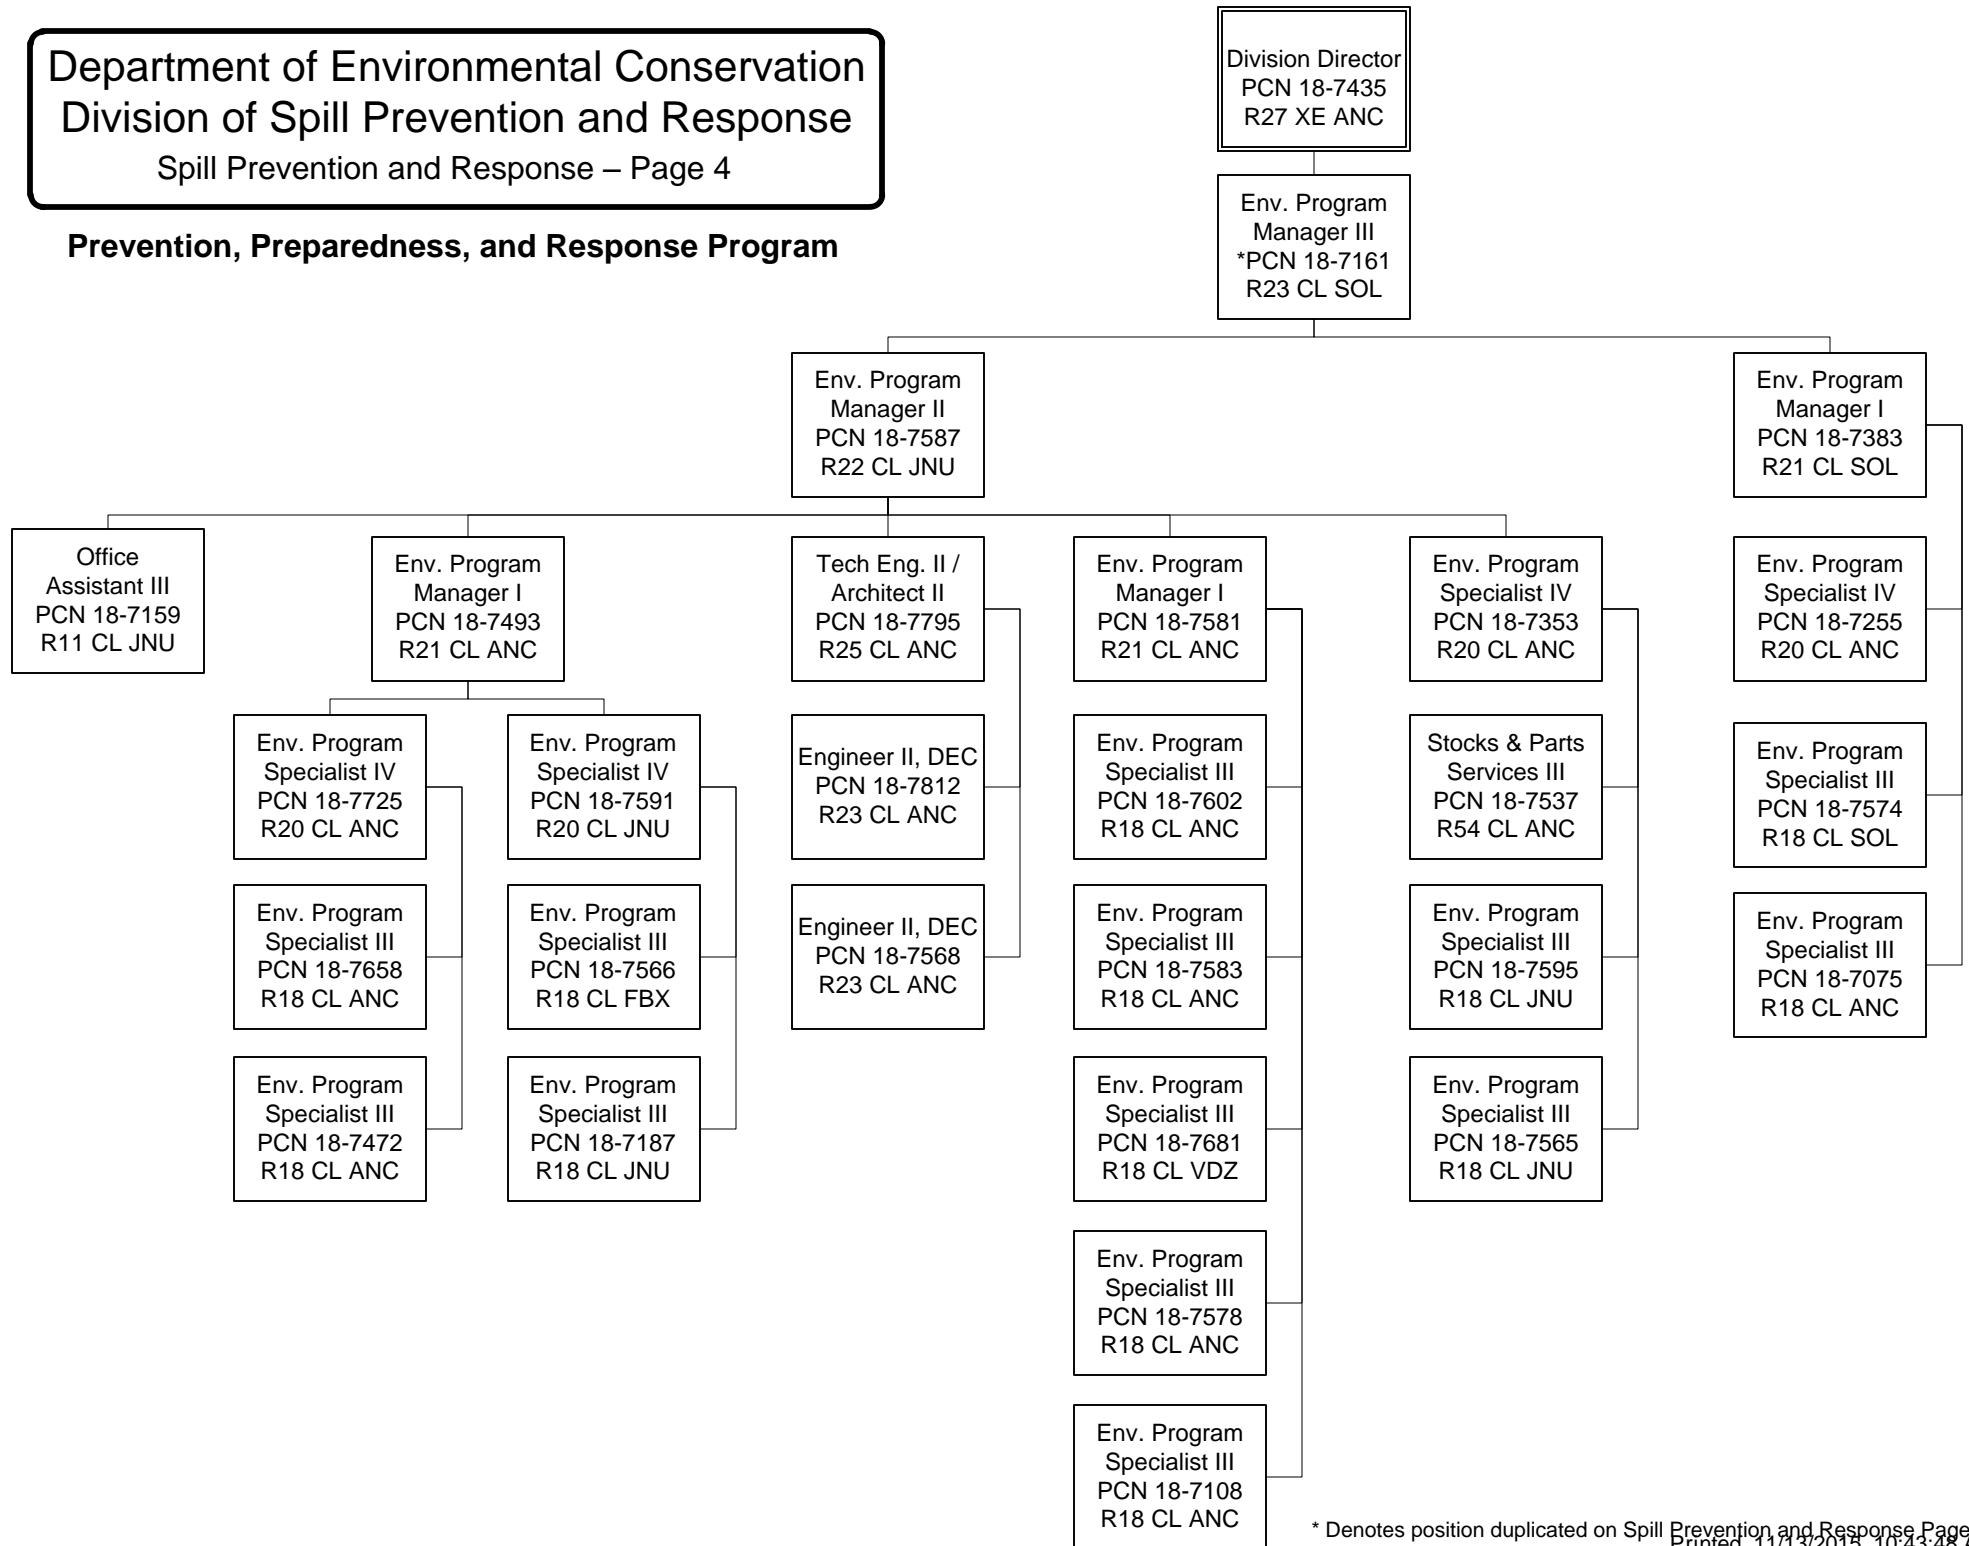 Department of Environmental Conservation
Division of Spill Prevention and Response
Spill Prevention and Response – Page 4
Prevention, Preparedness, and Response Program
Division Director
PCN 18-7435
R27 XE ANC
Env. Program
Manager III
*PCN 18-7161
R23 CL SOL
Env. Program
Manager II
PCN 18-7587
R22 CL JNU
Env. Program
Manager I
PCN 18-7383
R21 CL SOL
Office
Assistant III
PCN 18-7159
R11 CL JNU
Env. Program
Manager I
PCN 18-7493
R21 CL ANC
Tech Eng. II /
Architect II
PCN 18-7795
R25 CL ANC
Env. Program
Manager I
PCN 18-7581
R21 CL ANC
Env. Program
Specialist IV
PCN 18-7353
R20 CL ANC
Env. Program
Specialist IV
PCN 18-7255
R20 CL ANC
Env. Program
Specialist IV
PCN 18-7725
R20 CL ANC
Env. Program
Specialist IV
PCN 18-7591
R20 CL JNU
Engineer II, DEC
PCN 18-7812
R23 CL ANC
Env. Program
Specialist III
PCN 18-7602
R18 CL ANC
Stocks & Parts
Services III
PCN 18-7537
R54 CL ANC
Env. Program
Specialist III
PCN 18-7574
R18 CL SOL
Env. Program
Specialist III
PCN 18-7658
R18 CL ANC
Env. Program
Specialist III
PCN 18-7566
R18 CL FBX
Engineer II, DEC
PCN 18-7568
R23 CL ANC
Env. Program
Specialist III
PCN 18-7583
R18 CL ANC
Env. Program
Specialist III
PCN 18-7595
R18 CL JNU
Env. Program
Specialist III
PCN 18-7075
R18 CL ANC
Env. Program
Specialist III
PCN 18-7472
R18 CL ANC
Env. Program
Specialist III
PCN 18-7187
R18 CL JNU
Env. Program
Specialist III
PCN 18-7681
R18 CL VDZ
Env. Program
Specialist III
PCN 18-7565
R18 CL JNU
Env. Program
Specialist III
PCN 18-7578
R18 CL ANC
Env. Program
Specialist III
PCN 18-7108
R18 CL ANC
* Denotes position duplicated on Spill Prevention and Response Page
Printed 11/13/2015 10:43:48